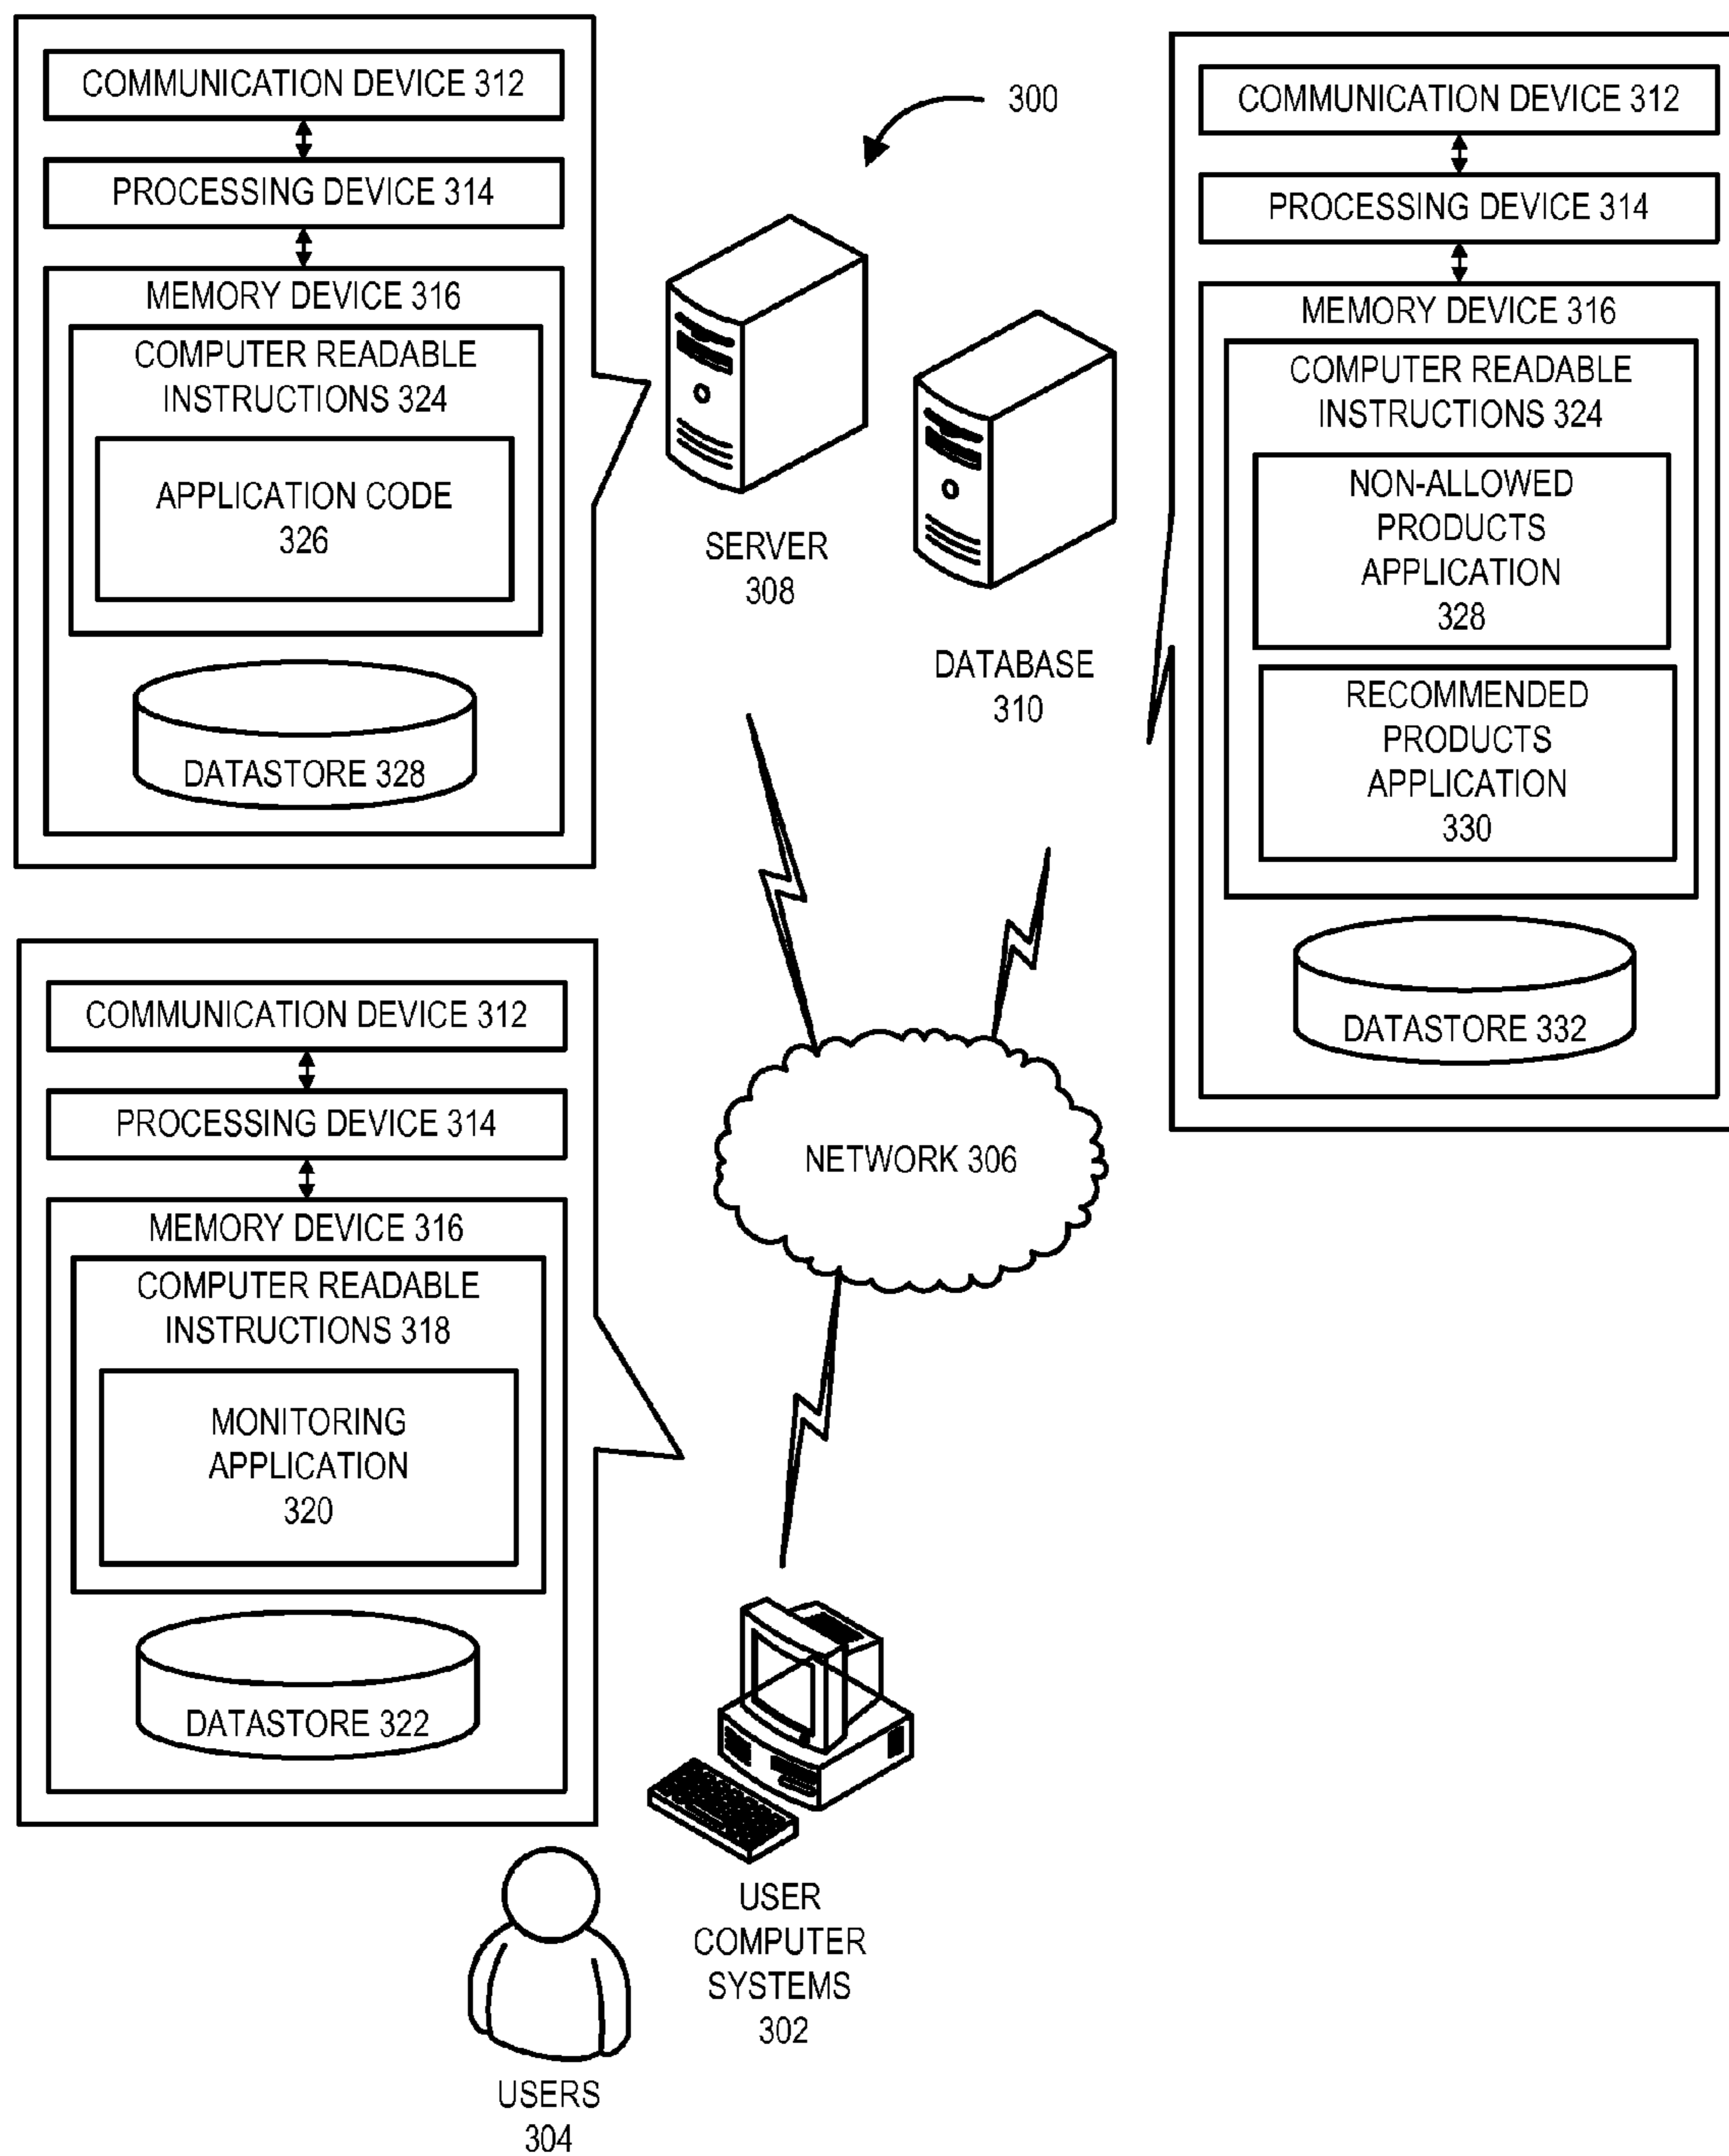 COMMUNICATION DEVICE 312
PROCESSING DEVICE 314
MEMORY DEVICE 316
COMPUTER READABLE
INSTRUCTIONS 324
APPLICATION CODE
326
DATASTORE 328
300
SERVER
308
DATABASE
310
COMMUNICATION DEVICE 312
PROCESSING DEVICE 314
MEMORY DEVICE 316
COMPUTER READABLE
INSTRUCTIONS 324
NON-ALLOWED
PRODUCTS
APPLICATION
328
RECOMMENDED
PRODUCTS
APPLICATION
330
DATASTORE 332
COMMUNICATION DEVICE 312
PROCESSING DEVICE 314
MEMORY DEVICE 316
COMPUTER READABLE
INSTRUCTIONS 318
MONITORING
APPLICATION
320
DATASTORE 322
NETWORK 306
USER
COMPUTER
SYSTEMS
302
USERS
304